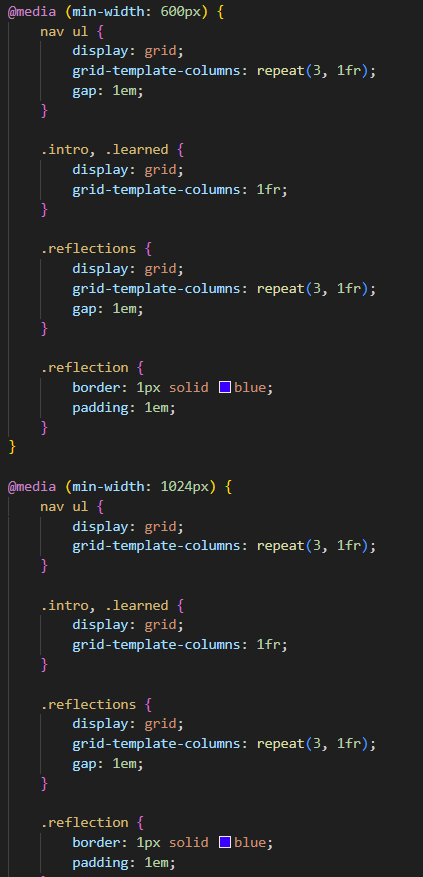 @media (min-width: 600px) {
    nav ul {
        display: grid;
        grid-template-columns: repeat(3, 1fr);
        gap: 1em;
    }

    .intro, .learned {
        display: grid;
        grid-template-columns: 1fr;
    }

    .reflections {
        display: grid;
        grid-template-columns: repeat(3, 1fr);
        gap: 1em;
    }

    .reflection {
        border: 1px solid blue;
        padding: 1em;
    }
}

@media (min-width: 1024px) {
    nav ul {
        display: grid;
        grid-template-columns: repeat(3, 1fr);
    }

    .intro, .learned {
        display: grid;
        grid-template-columns: 1fr;
    }

    .reflections {
        display: grid;
        grid-template-columns: repeat(3, 1fr);
        gap: 1em;
    }

    .reflection {
        border: 1px solid blue;
        padding: 1em;